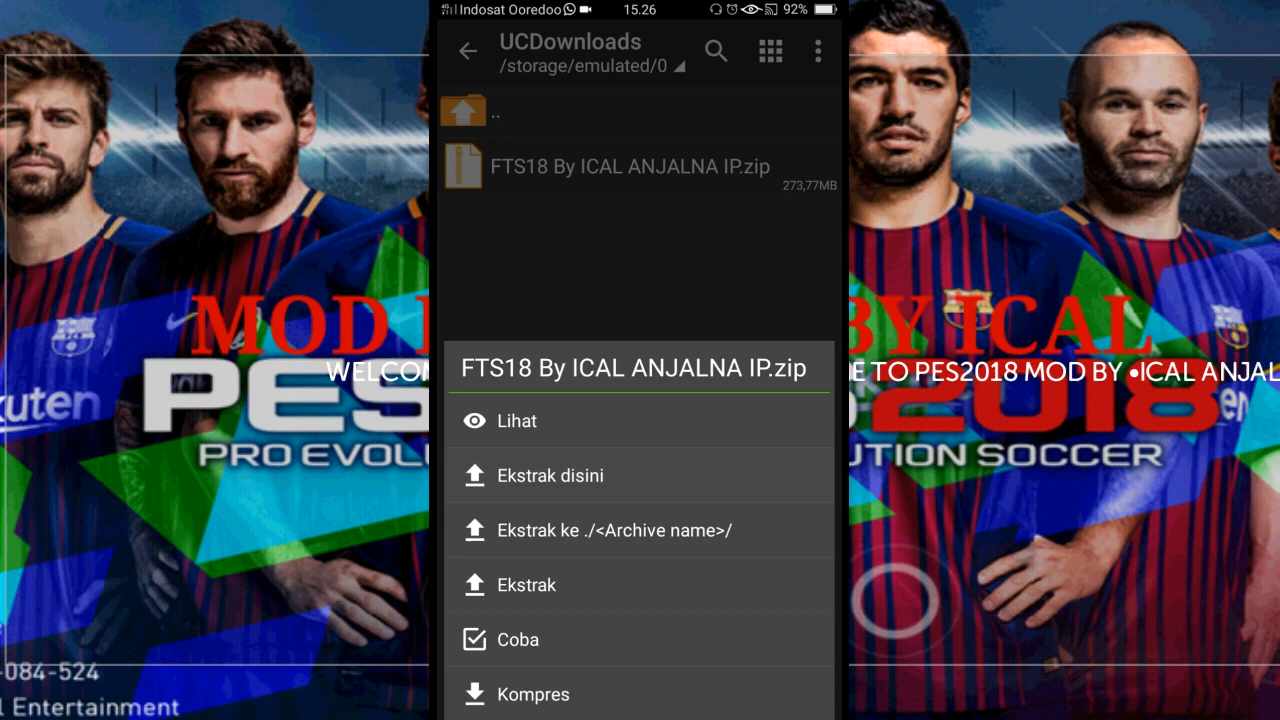 Indosat Ooredoo 15.26 92%
UCDownloads
/storage/emulated/0
..
FTS18 By ICAL ANJALNA IP.zip
273,77MB
FTS18 By ICAL ANJALNA IP.zip
Lihat
Ekstrak disini
Ekstrak ke ./<Archive name>/
Ekstrak
Coba
Kompres
MOD BY ICAL
WELCOM E TO PES2018 MOD BY •ICAL ANJAL
PES 2018
PRO EVOL UTION SOCCER
kuten
-084-524
l Entertainment